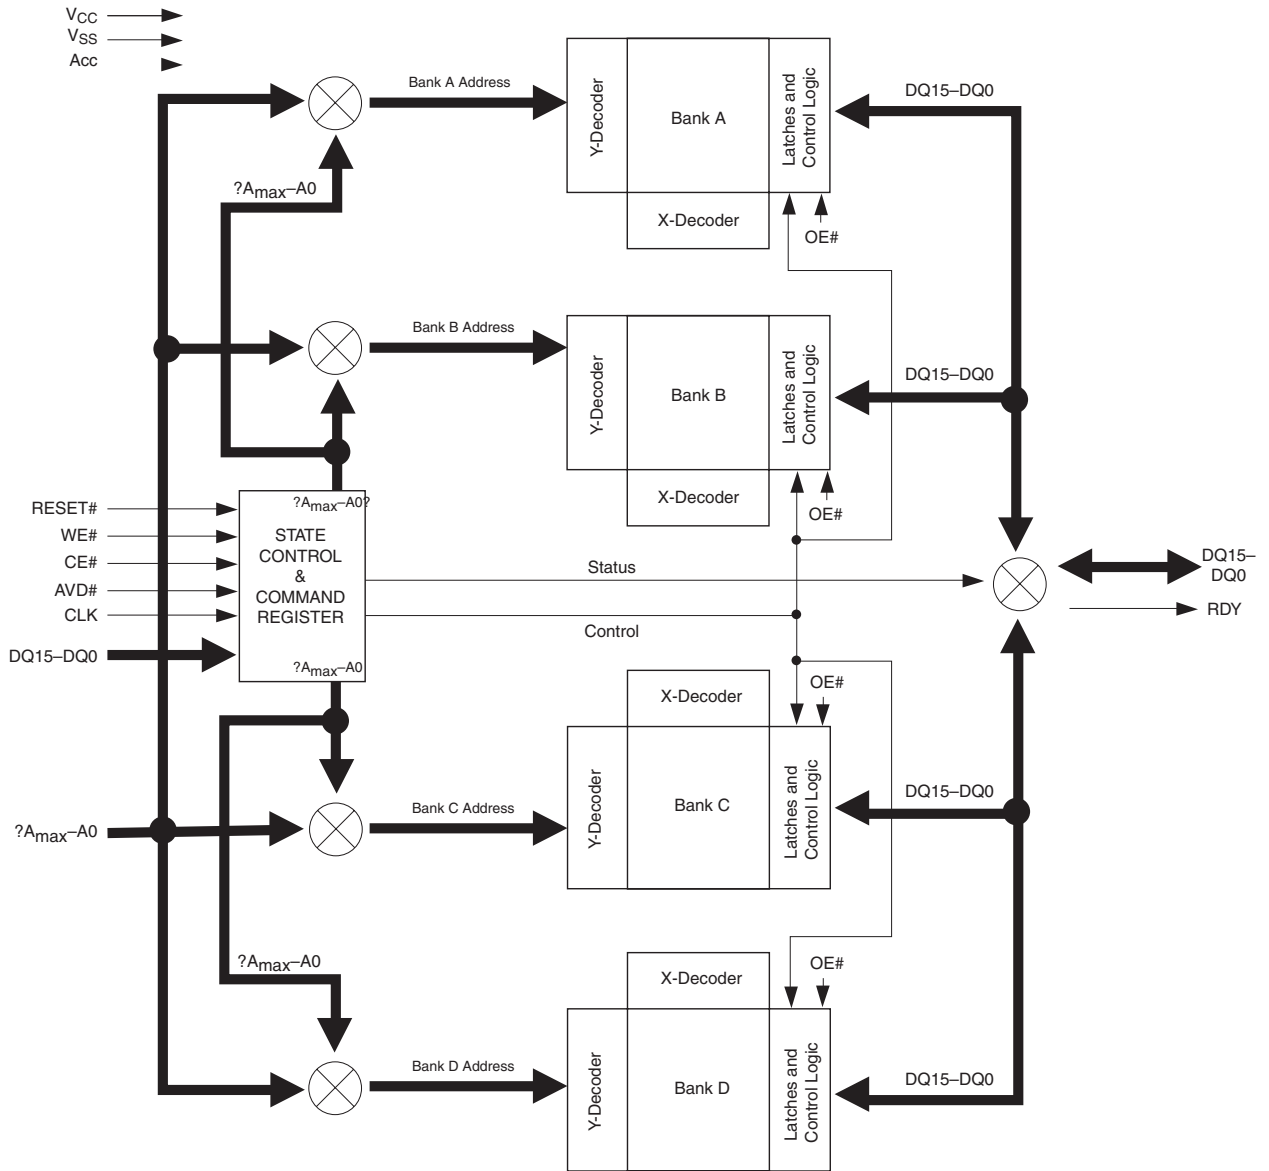 VCC
VSS
Acc
Bank A Address
Y-Decoder
Bank A
Latches and
Control Logic
DQ15–DQ0
?Amax–A0
X-Decoder
OE#
Bank B Address
Y-Decoder
Bank B
Latches and
Control Logic
DQ15–DQ0
X-Decoder
OE#
RESET#
WE#
CE#
AVD#
CLK
DQ15–DQ0
?Amax–A0?
STATE
CONTROL
&
COMMAND
REGISTER
?Amax–A0
Status
Control
DQ15–
DQ0
RDY
X-Decoder
OE#
?Amax–A0
Bank C Address
Y-Decoder
Bank C
Latches and
Control Logic
DQ15–DQ0
?Amax–A0
X-Decoder
OE#
Bank D Address
Y-Decoder
Bank D
Latches and
Control Logic
DQ15–DQ0